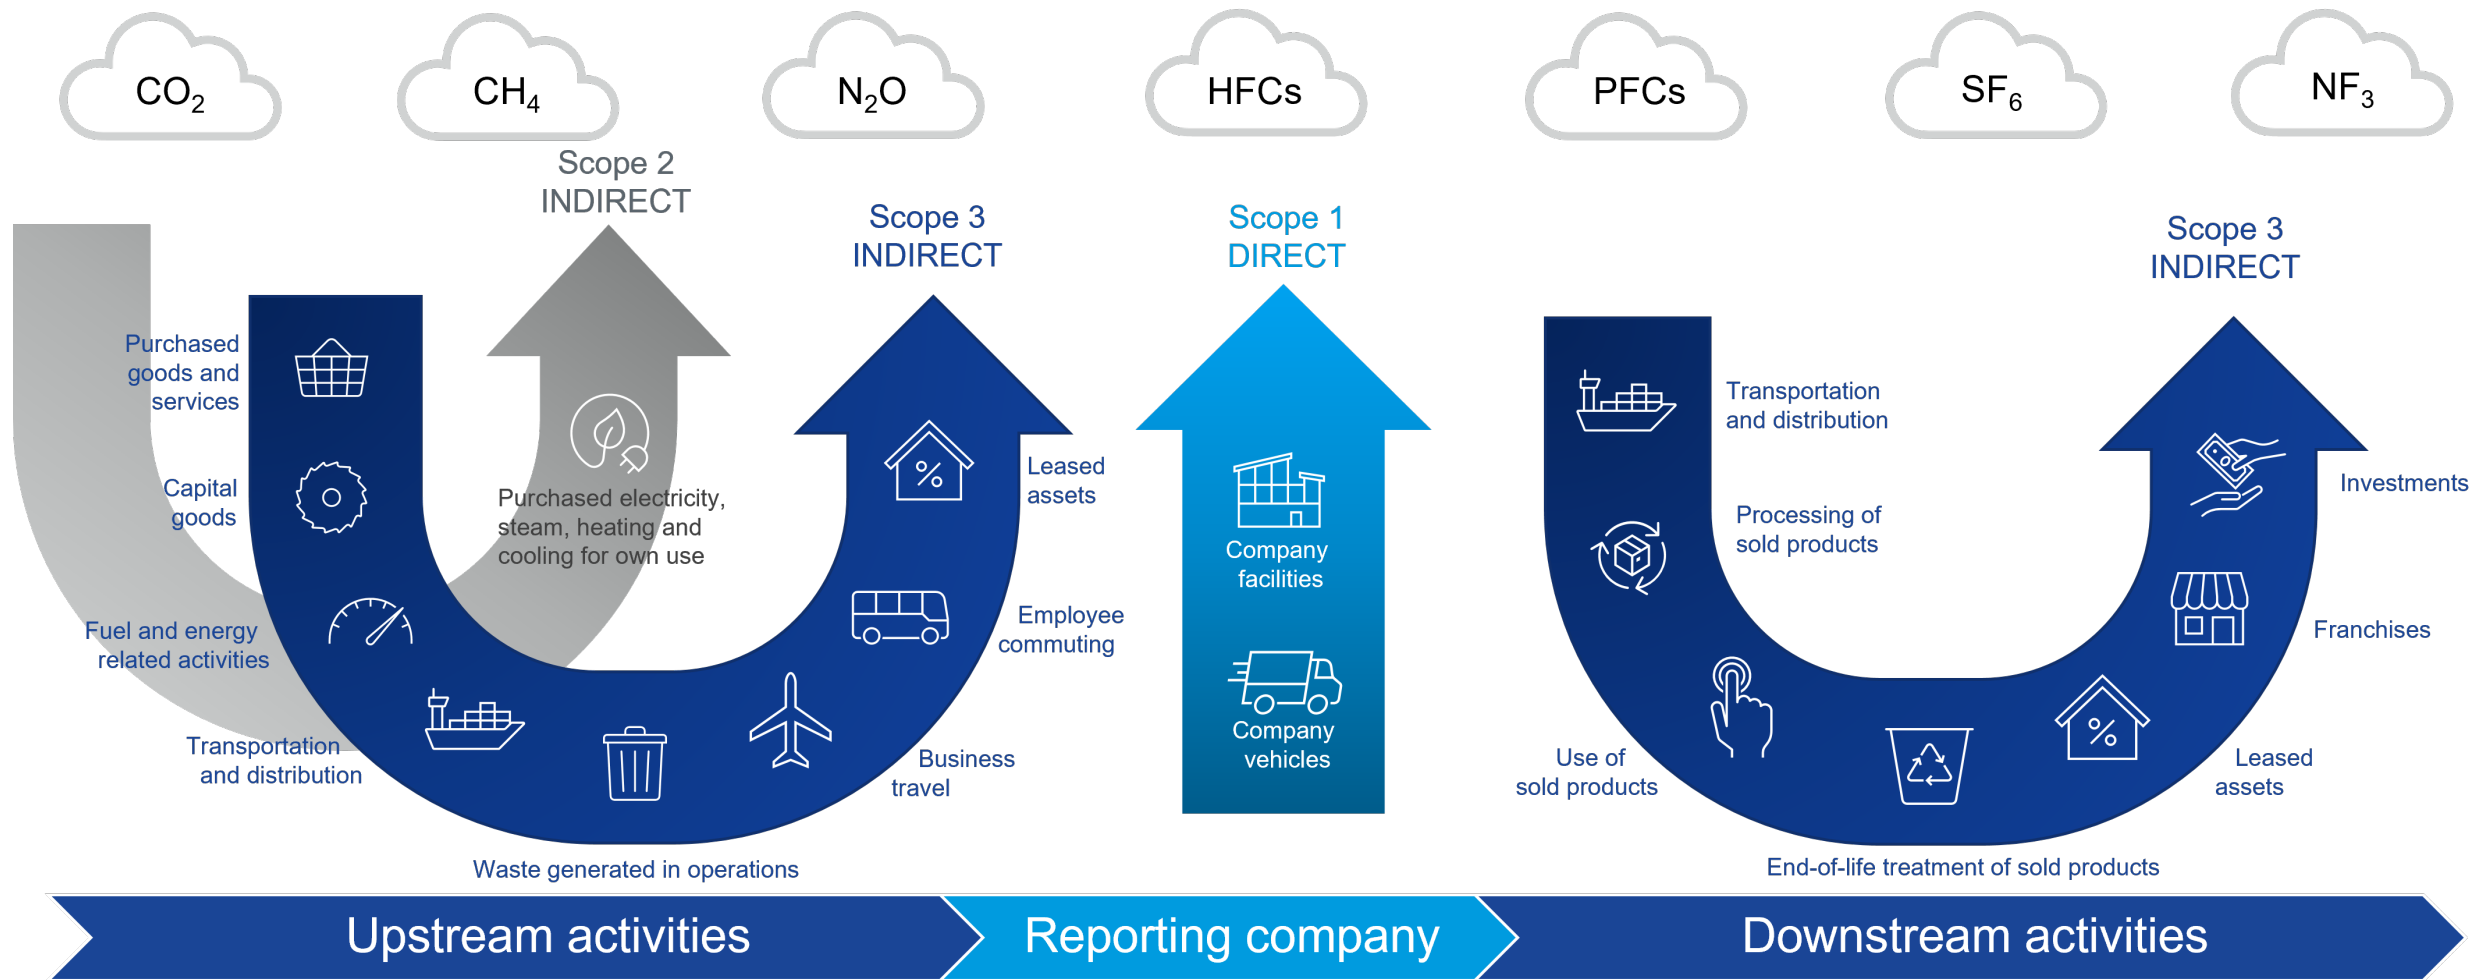 CO₂
CH₄
N₂O
HFCs
PFCs
SF₆
NF₃
Scope 2
INDIRECT
Scope 3
INDIRECT
Scope 1
DIRECT
Scope 3
INDIRECT
Purchased
goods and
services
Capital
goods
Fuel and energy
related activities
Transportation
and distribution
Waste generated in operations
Business
travel
Employee
commuting
Leased
assets
Purchased electricity,
steam, heating and
cooling for own use
%
Company
facilities
Company
vehicles
Transportation
and distribution
Processing of
sold products
Use of
sold products
End-of-life treatment of sold products
%
Leased
assets
Franchises
Investments
Upstream activities
Reporting company
Downstream activities